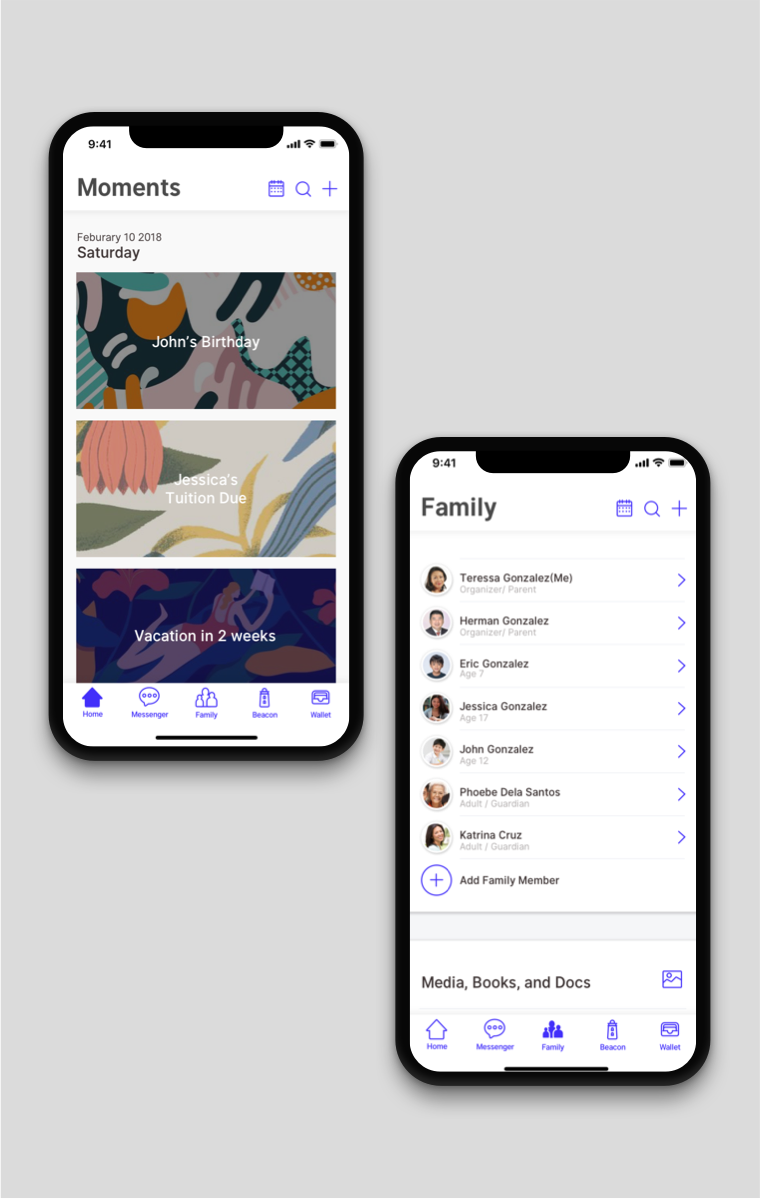 9:41
Moments
Feburary 10 2018
Saturday
John's Birthday
Jessica's
Tuition Due
Vacation in 2 weeks
Home Messenger Family Beacon Wallet
9:41
Family
Teressa Gonzalez(Me)
Organizer/ Parent
Herman Gonzalez
Organizer/ Parent
Eric Gonzalez
Age 7
Jessica Gonzalez
Age 17
John Gonzalez
Age 12
Phoebe Dela Santos
Adult / Guardian
Katrina Cruz
Adult / Guardian
Add Family Member
Media, Books, and Docs
Home Messenger Family Beacon Wallet